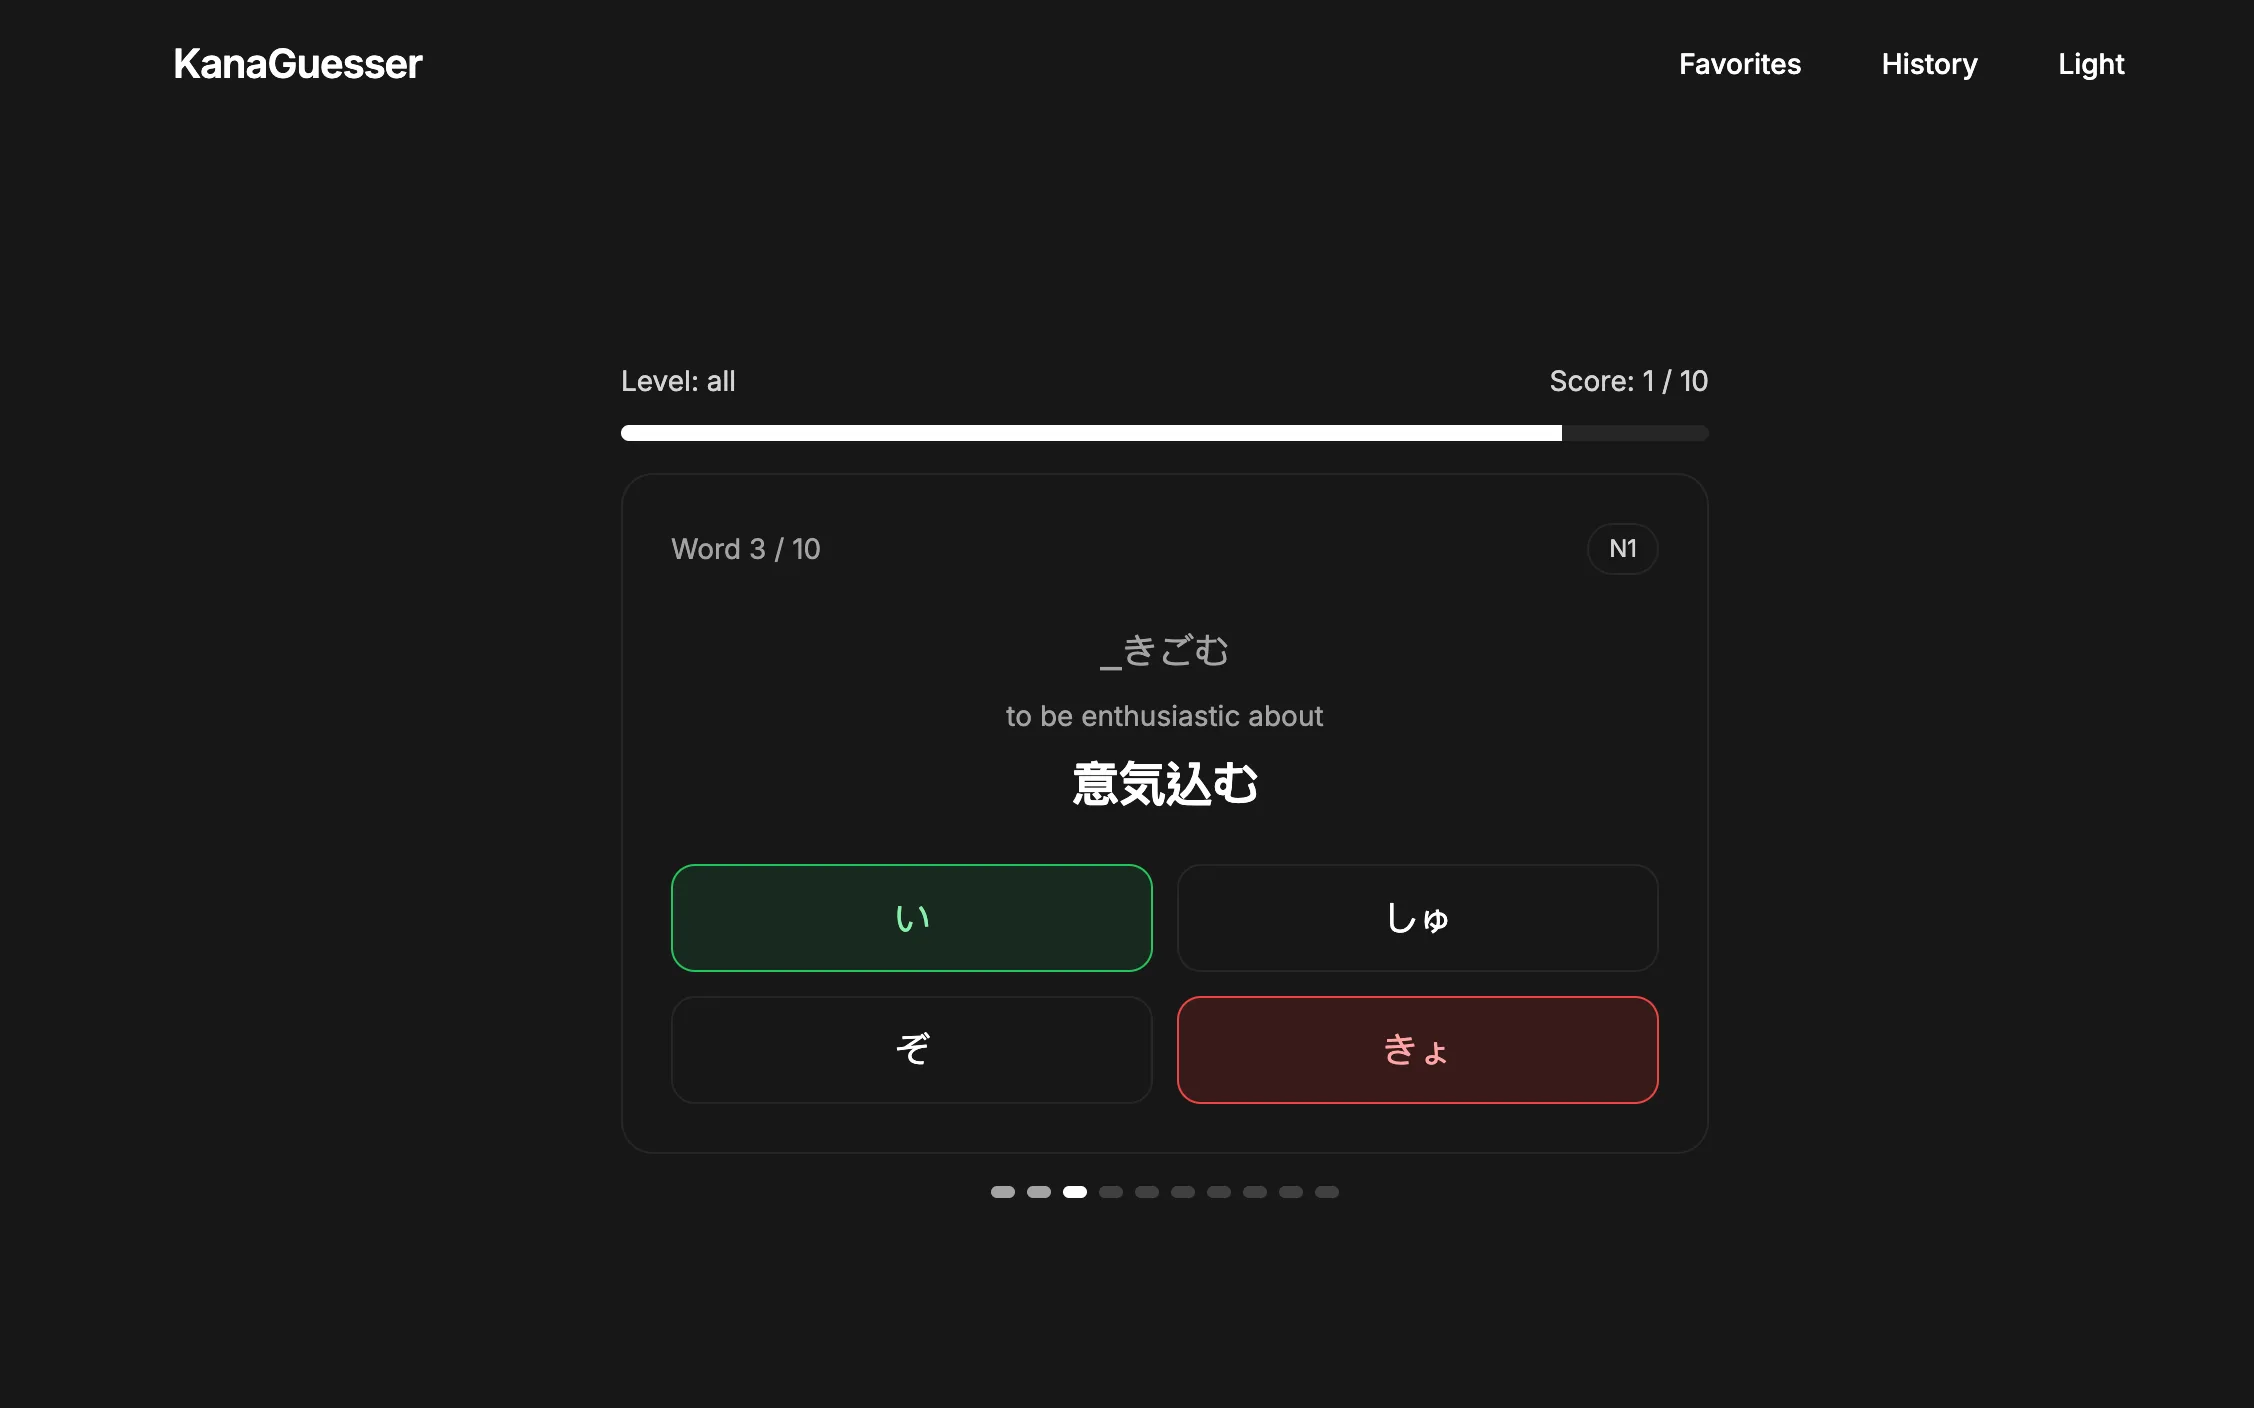 KanaGuesser
Favorites
History
Light
Level: all
Score: 1 / 10
Word 3 / 10
N1
_きごむ
to be enthusiastic about
意気込む
い
しゅ
ぞ
きょ